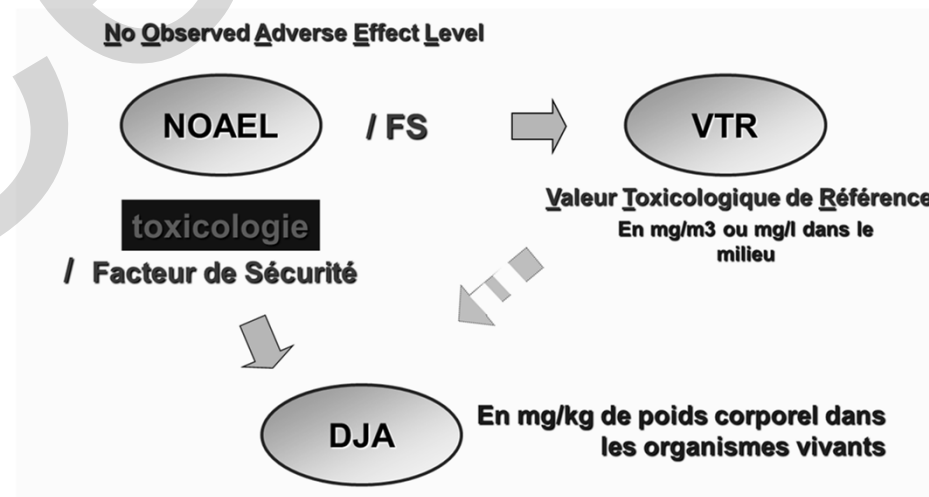 No Observed Adverse Effect Level
NOAEL
/ FS
VTR
Valeur Toxicologique de Référence
En mg/m3 ou mg/l dans le
milieu
toxicologie
/ Facteur de Sécurité
DJA
En mg/kg de poids corporel dans
les organismes vivants